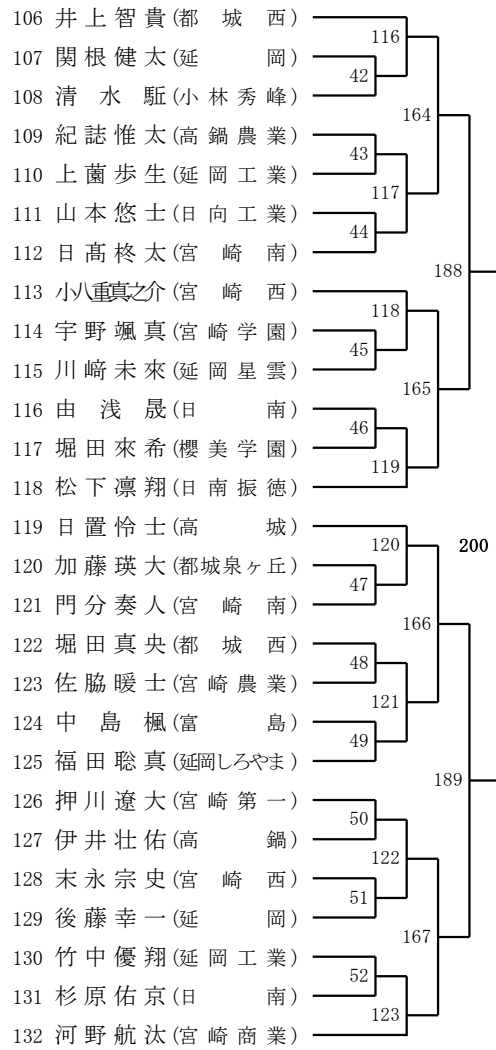 106 井上智貴(都城西)
116
107 関根健太(延岡)
42
108 清水駈(小林秀峰)
164
109 紀誌惟太(高鍋農業)
43
110 上薗歩生(延岡工業)
117
111 山本悠士(日向工業)
44
112 日髙柊太(宮崎南)
188
113 小八重真之介(宮崎西)
118
114 宇野颯真(宮崎学園)
45
115 川﨑未來(延岡星雲)
165
116 由浅晟(日南)
46
117 堀田來希(櫻美学園)
119
118 松下凛翔(日南振徳)
119 日置怜士(高城)
120
200
120 加藤瑛大(都城泉ヶ丘)
47
121 門分奏人(宮崎南)
166
122 堀田真央(都城西)
48
123 佐脇暖士(宮崎農業)
121
124 中島楓(富島)
49
125 福田聡真(延岡しろやま)
189
126 押川遼大(宮崎第一)
50
127 伊井壮佑(高鍋)
122
128 末永宗史(宮崎西)
51
129 後藤幸一(延岡)
167
130 竹中優翔(延岡工業)
52
131 杉原佑京(日南)
123
132 河野航汰(宮崎商業)